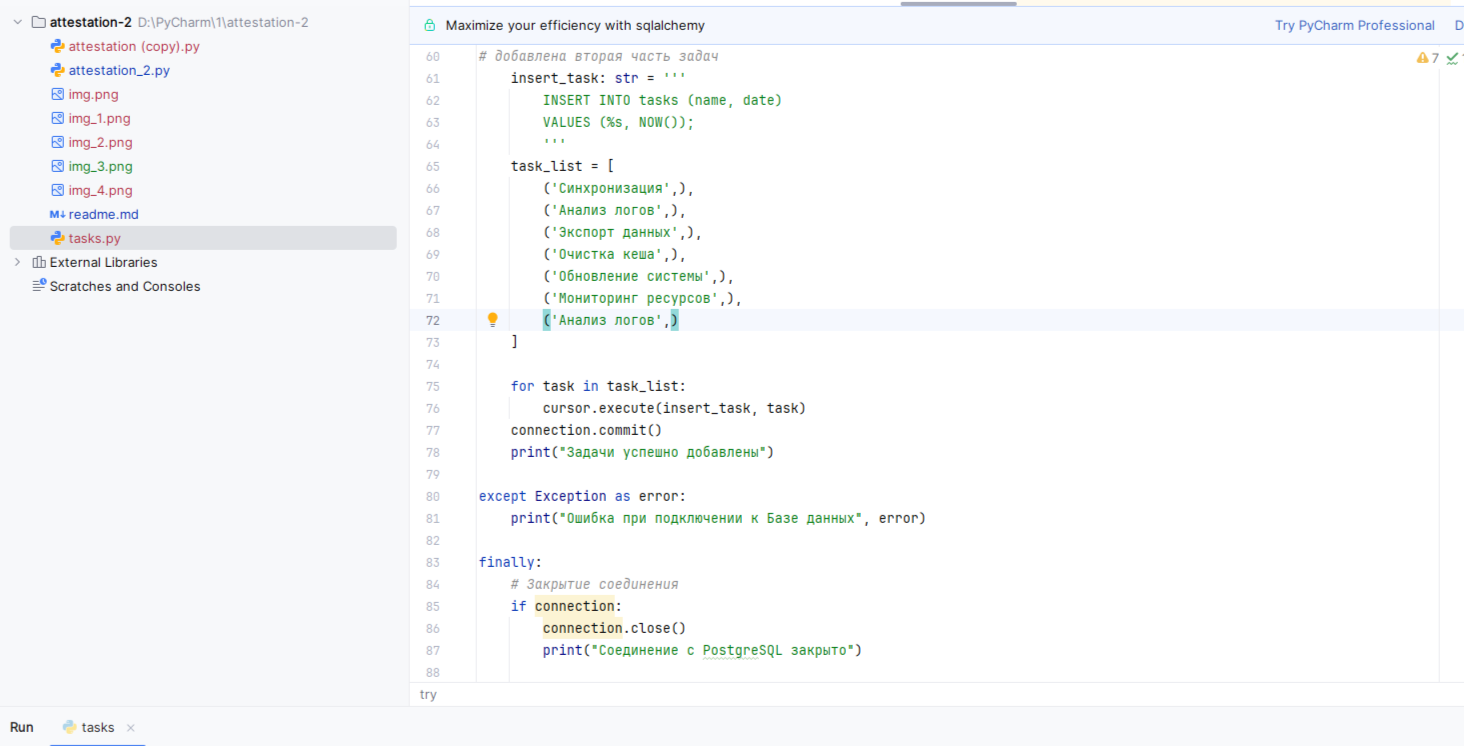 attestation-2 D:\PyCharm\1\attestation-2
attestation (copy).py
attestation_2.py
img.png
img_1.png
img_2.png
img_3.png
img_4.png
M↓ readme.md
tasks.py
External Libraries
Scratches and Consoles
Maximize your efficiency with sqlalchemy
Try PyCharm Professional
D
7
60 # добавлена вторая часть задач
61 insert_task: str = '''
62 INSERT INTO tasks (name, date)
63 VALUES (%s, NOW());
64 '''
65 task_list = [
66 ('Синхронизация',),
67 ('Анализ логов',),
68 ('Экспорт данных',),
69 ('Очистка кеша',),
70 ('Обновление системы',),
71 ('Мониторинг ресурсов',),
72 ('Анализ логов',)
73 ]
74
75 for task in task_list:
76 cursor.execute(insert_task, task)
77 connection.commit()
78 print("Задачи успешно добавлены")
79
80 except Exception as error:
81 print("Ошибка при подключении к Базе данных", error)
82
83 finally:
84 # Закрытие соединения
85 if connection:
86 connection.close()
87 print("Соединение с PostgreSQL закрыто")
88
try
Run tasks